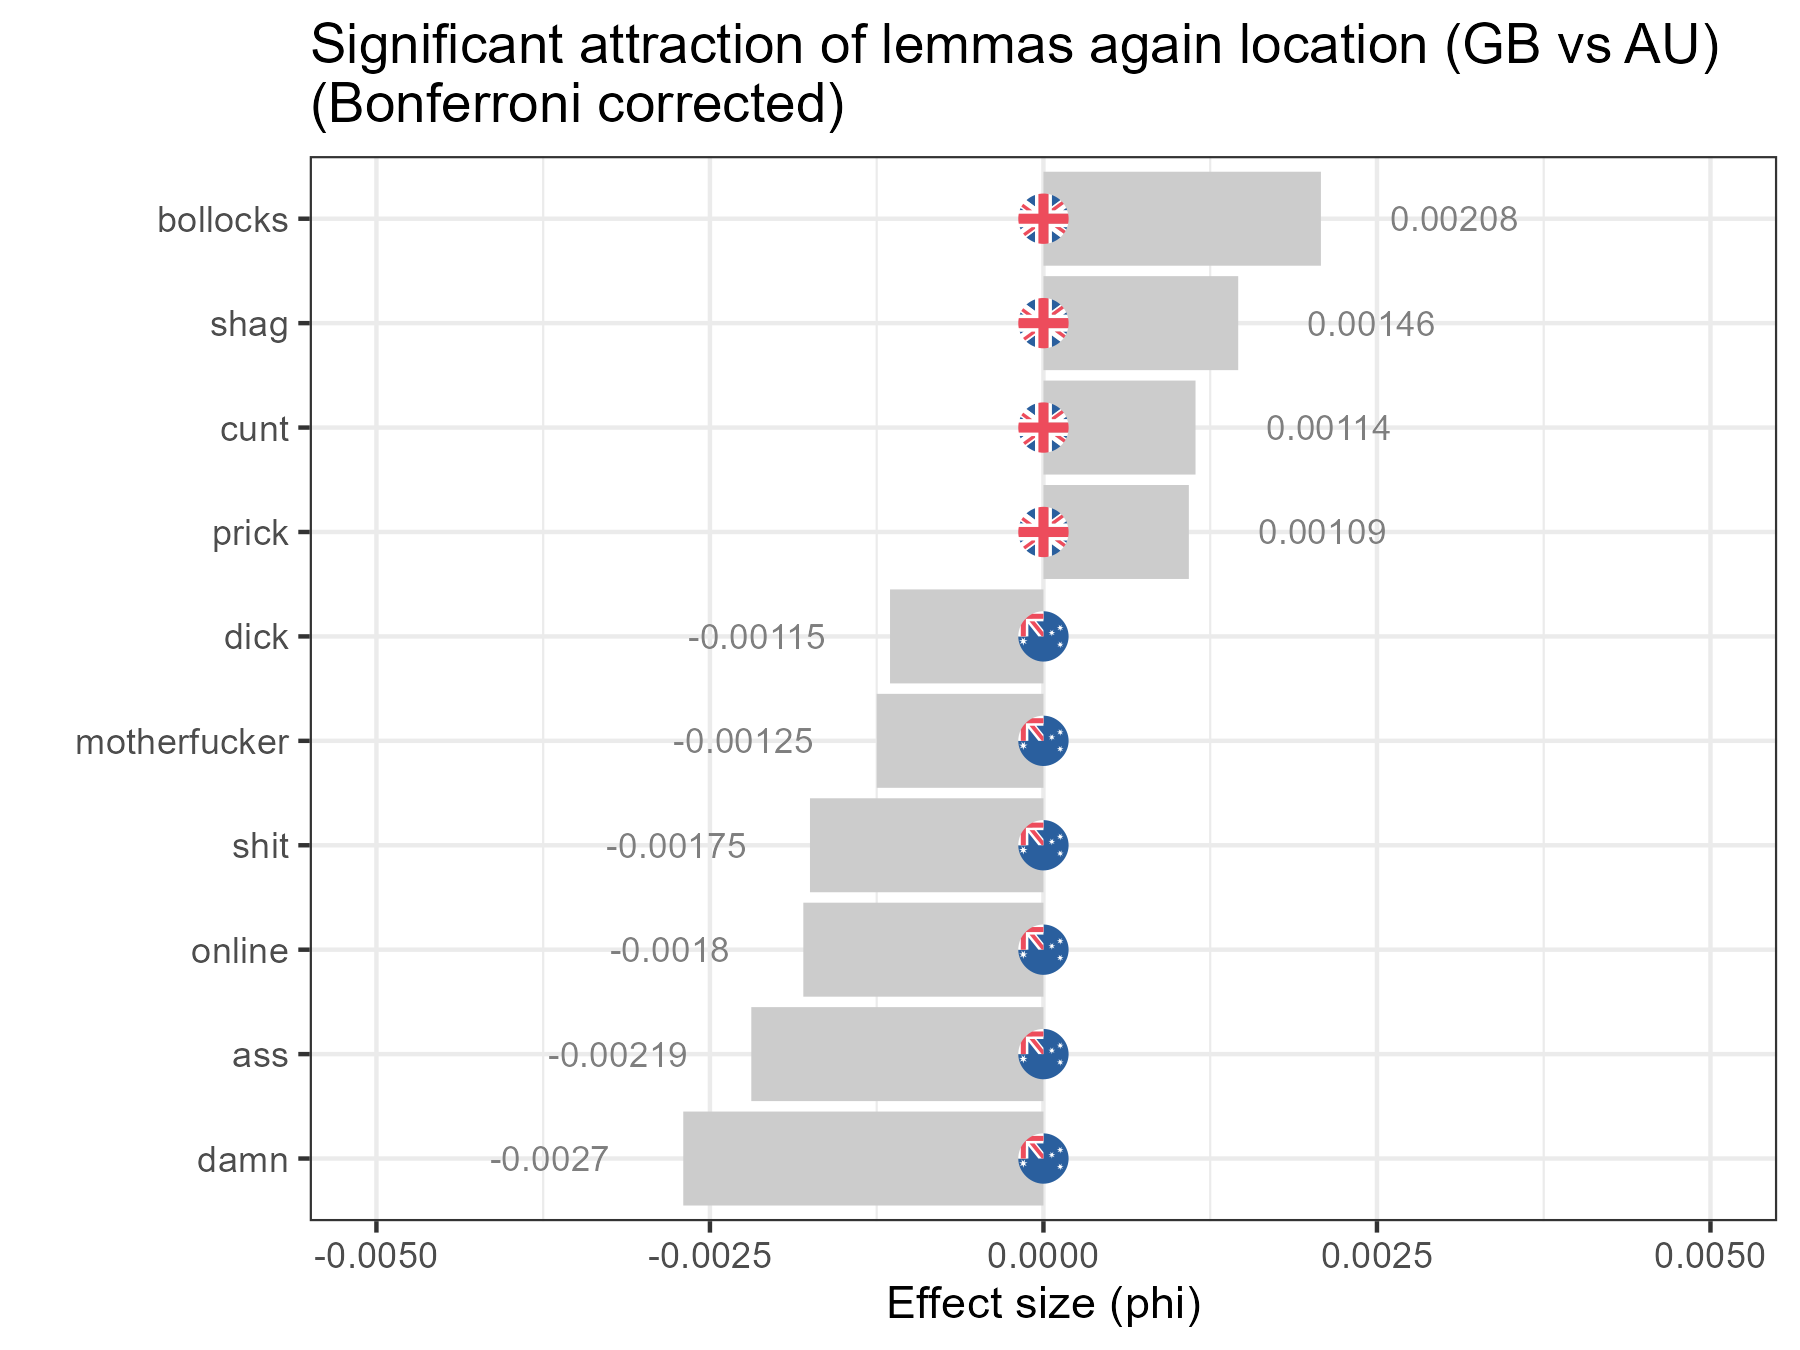 Significant attraction of lemmas again location (GB vs AU)
(Bonferroni corrected)
bollocks
0.00208
shag
0.00146
cunt
0.00114
prick
0.00109
dick
-0.00115
motherfucker
-0.00125
shit
-0.00175
online
-0.0018
ass
-0.00219
damn
-0.0027
-0.0050
-0.0025
0.0000
0.0025
0.0050
Effect size (phi)